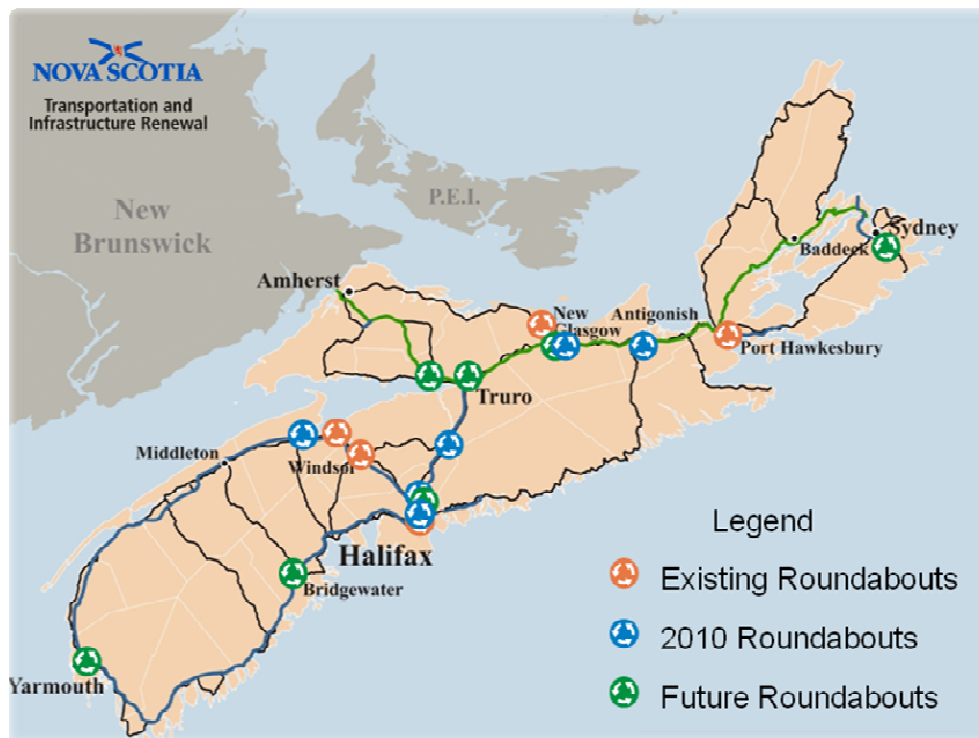 NOVA SCOTIA
Transportation and
Infrastructure Renewal
New
Brunswick
P.E.I.
Amherst
Sydney
Baddeck
New
Glasgow
Antigonish
Port Hawkesbury
Truro
Middleton
Windsor
Halifax
Bridgewater
Yarmouth
Legend
Existing Roundabouts
2010 Roundabouts
Future Roundabouts